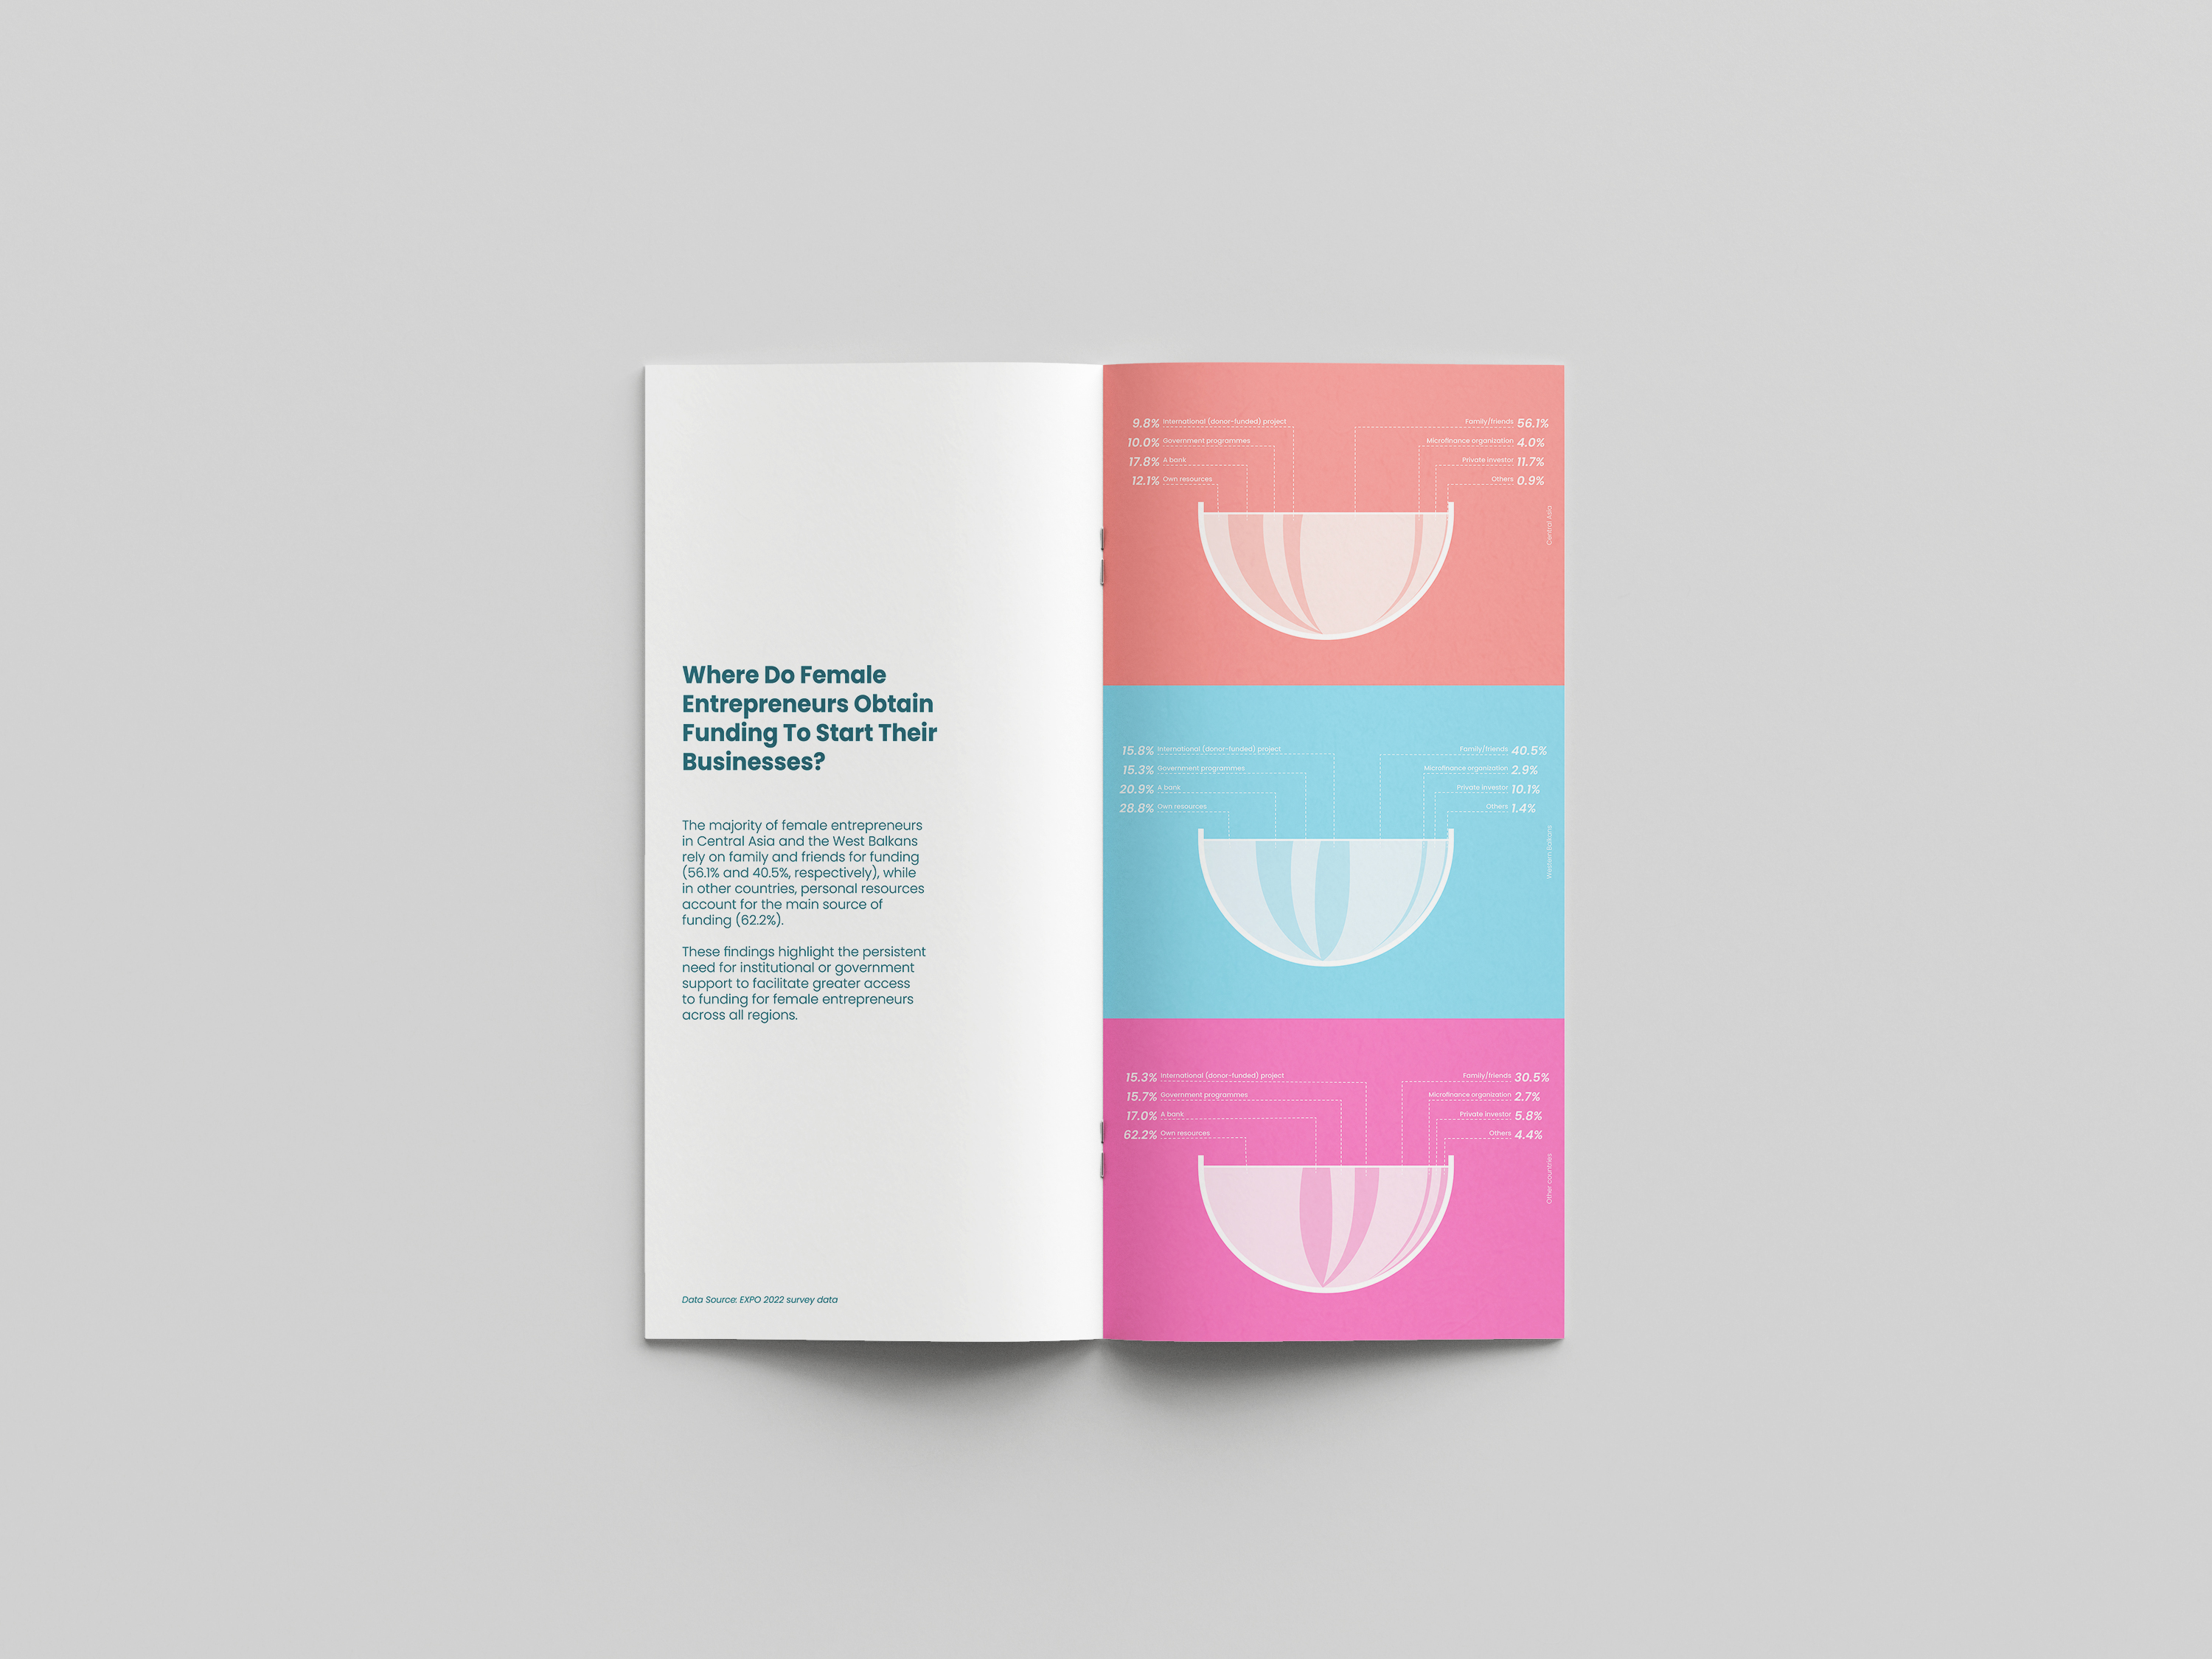 Where Do Female
Entrepreneurs Obtain
Funding To Start Their
Businesses?
The majority of female entrepreneurs
in Central Asia and the West Balkans
rely on family and friends for funding
(56.1% and 40.5%, respectively), while
in other countries, personal resources
account for the main source of
funding (62.2%).
These findings highlight the persistent
need for institutional or government
support to facilitate greater access
to funding for female entrepreneurs
across all regions.
Data Source: EXPO 2022 survey data
9.8% International (donor-funded) project
10.0% Government programmes
17.8% A bank
12.1% Own resources
Family/friends 56.1%
Microfinance organization 4.0%
Private investor 11.7%
Others 0.9%
Central Asia
15.8% International (donor-funded) project
15.3% Government programmes
20.9% A bank
28.8% Own resources
Family/friends 40.5%
Microfinance organization 2.9%
Private investor 10.1%
Others 1.4%
Western Balkans
15.3% International (donor-funded) project
15.7% Government programmes
17.0% A bank
62.2% Own resources
Family/friends 30.5%
Microfinance organization 2.7%
Private investor 5.8%
Others 4.4%
Other countries